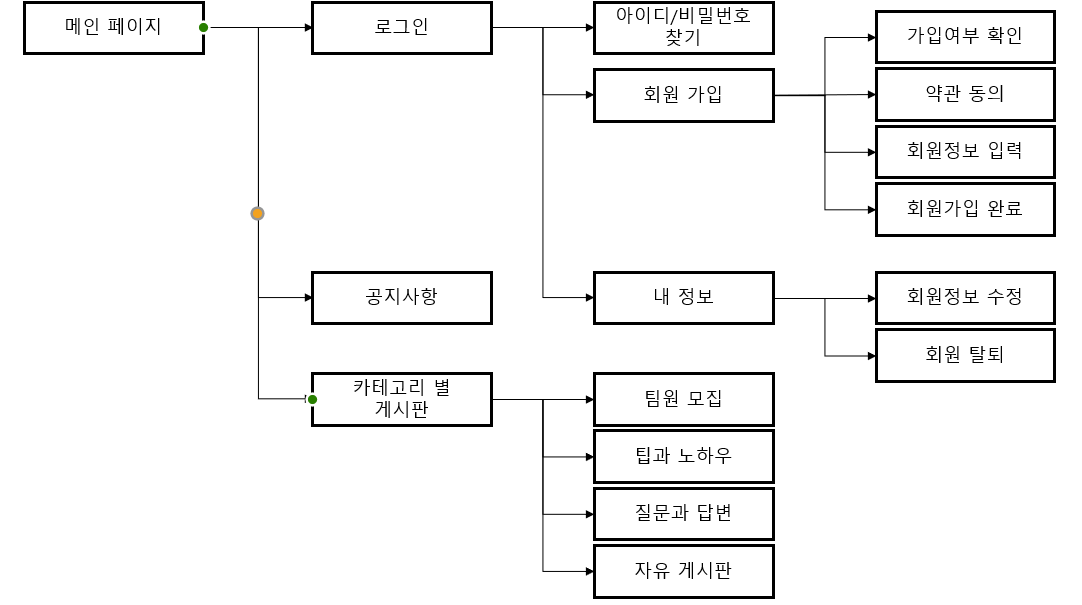 메인 페이지
로그인
아이디/비밀번호
찾기
회원 가입
가입여부 확인
약관 동의
회원정보 입력
회원가입 완료
공지사항
내 정보
회원정보 수정
회원 탈퇴
카테고리 별
게시판
팀원 모집
팁과 노하우
질문과 답변
자유 게시판